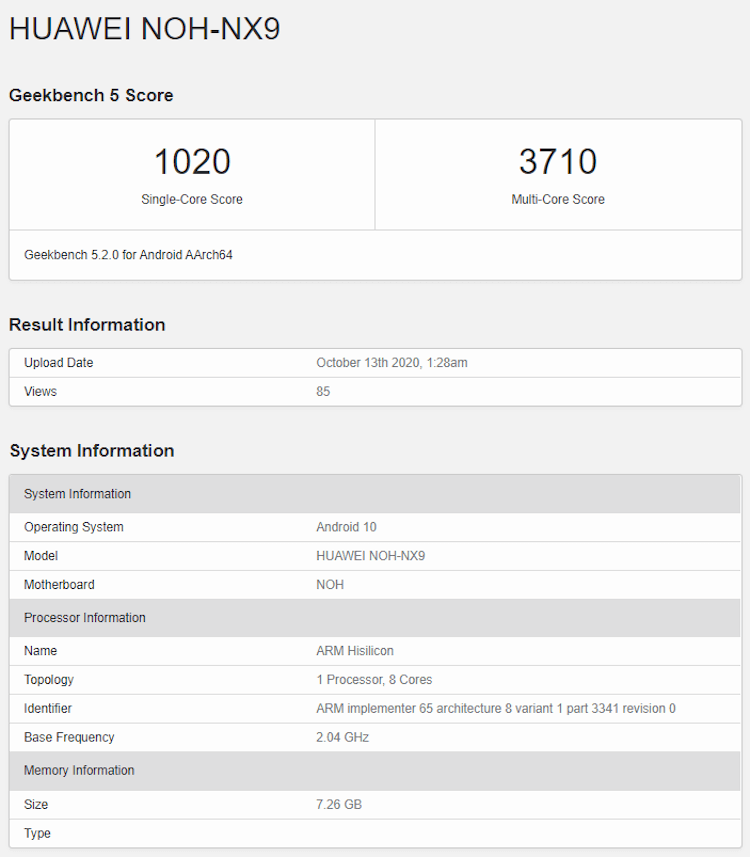 HUAWEI NOH-NX9
Geekbench 5 Score
1020 3710
Single-Core Score Multi-Core Score
Geekbench 5.2.0 for Android AArch64
Result Information
Upload Date October 13th 2020, 1:28am
Views 85
System Information
System Information
Operating System Android 10
Model HUAWEI NOH-NX9
Motherboard NOH
Processor Information
Name ARM Hisilicon
Topology 1 Processor, 8 Cores
Identifier ARM implementer 65 architecture 8 variant 1 part 3341 revision 0
Base Frequency 2.04 GHz
Memory Information
Size 7.26 GB
Type